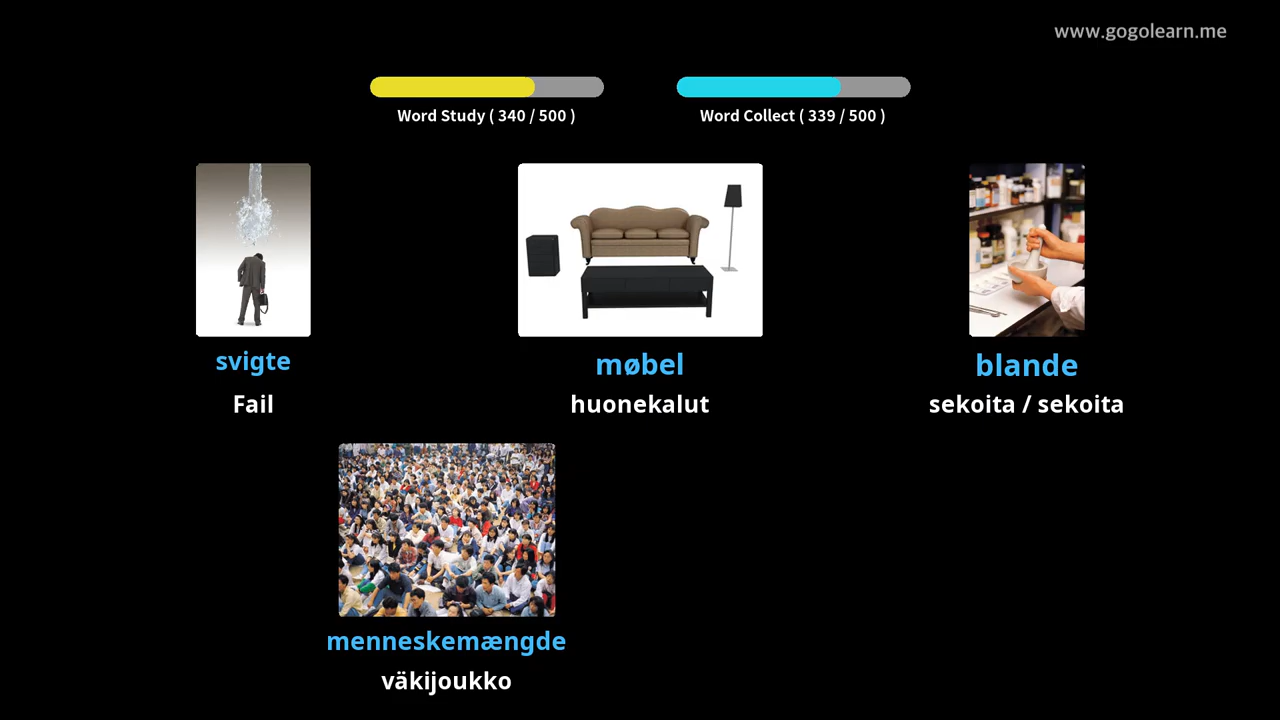 www.gogolearn.me
Word Study ( 340 / 500 )
Word Collect ( 339 / 500 )
svigte
møbel
blande
Fail
huonekalut
sekoita / sekoita
menneskemængde
väkijoukko